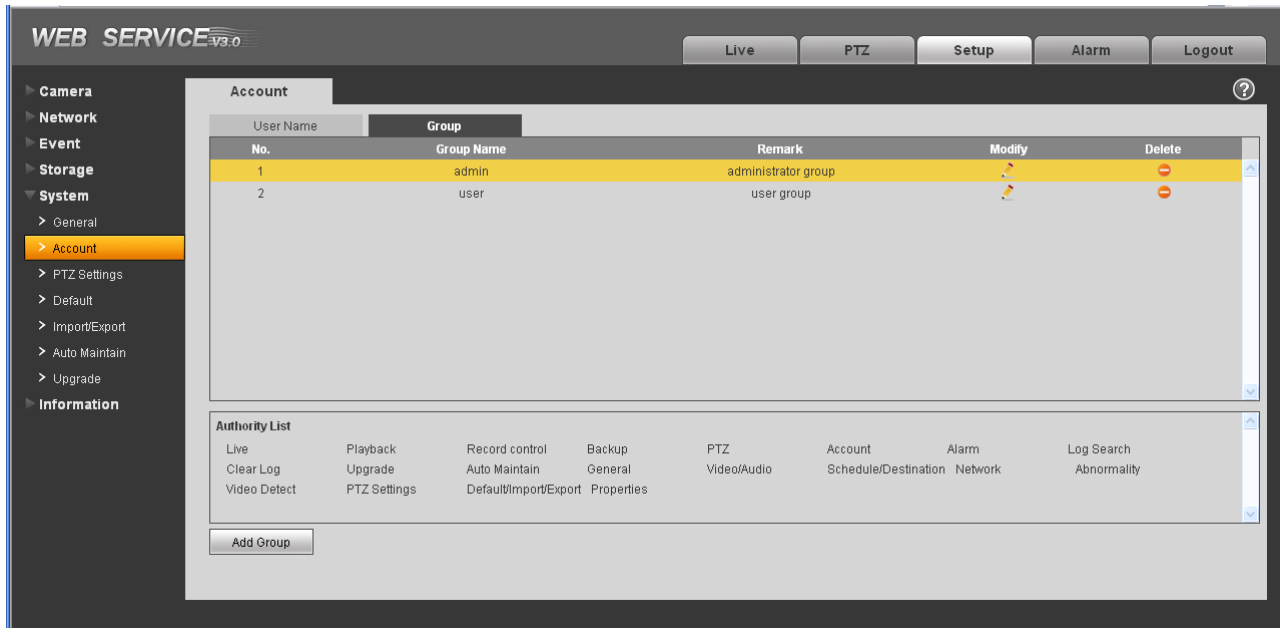 WEB SERVICE V3.0
Live PTZ Setup Alarm Logout
Camera
Network
Event
Storage
System
General
Account
PTZ Settings
Default
Import/Export
Auto Maintain
Upgrade
Information
Account ?
User Name Group
No. Group Name Remark Modify Delete
1 admin administrator group
2 user user group
Authority List
Live Playback Record control Backup PTZ Account Alarm Log Search
Clear Log Upgrade Auto Maintain General Video/Audio Schedule/Destination Network Abnormality
Video Detect PTZ Settings Default/Import/Export Properties
Add Group